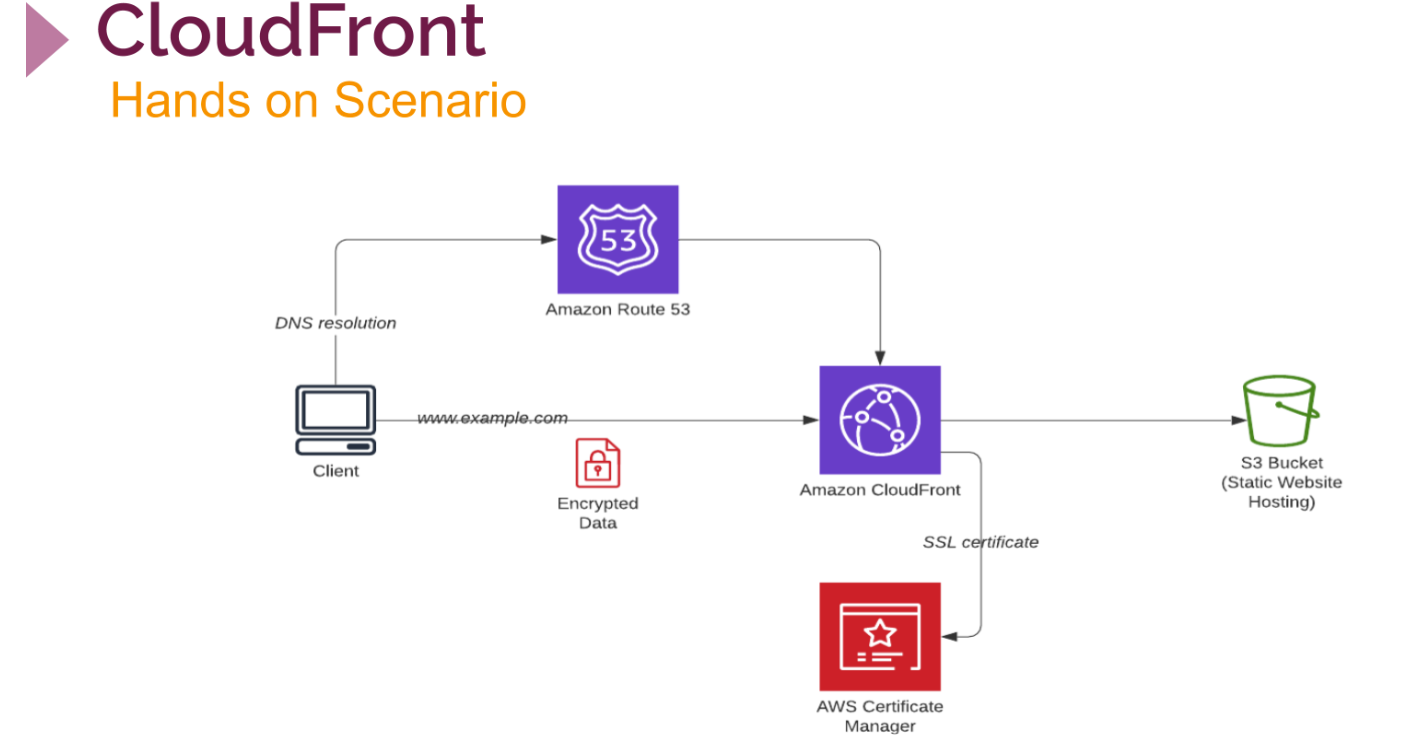 CloudFront
Hands on Scenario
53
Amazon Route 53
DNS resolution
www.example.com
Client
Encrypted
Data
Amazon CloudFront
S3 Bucket
(Static Website
Hosting)
SSL certificate
AWS Certificate
Manager